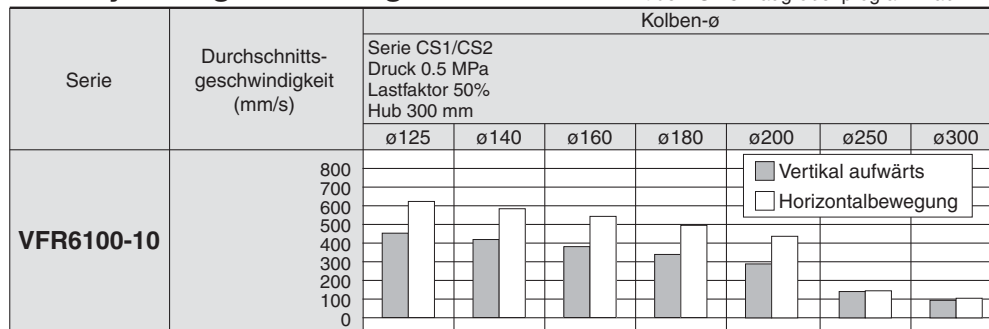 Kolben-ø
Serie
Durchschnitts-
geschwindigkeit
(mm/s)
Serie CS1/CS2
Druck 0.5 MPa
Lastfaktor 50%
Hub 300 mm
ø125 ø140 ø160 ø180 ø200 ø250 ø300
VFR6100-10
800
700
600
500
400
300
200
100
0
Vertikal aufwärts
Horizontalbewegung